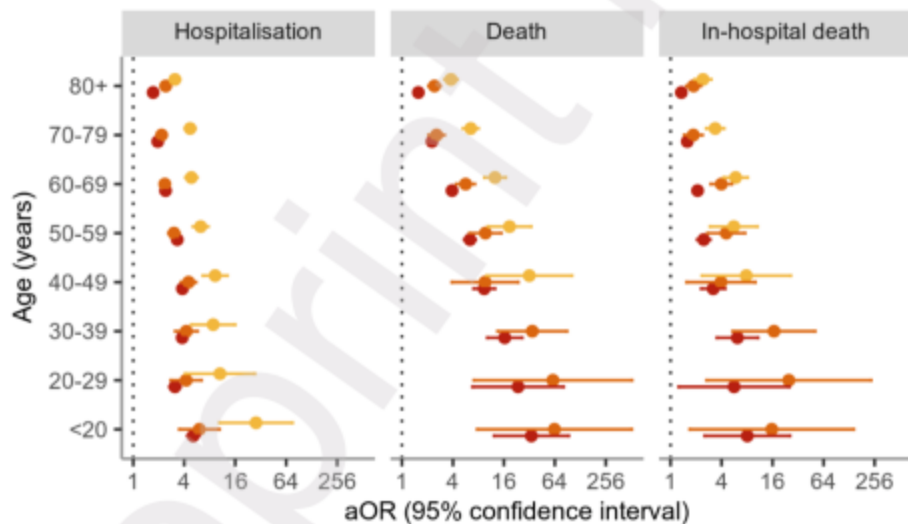 Hospitalisation Death In-hospital death
80+
70-79
60-69
50-59
40-49
30-39
20-29
<20
Age (years)
1 4 16 64 256 1 4 16 64 256 1 4 16 64 256
aOR (95% confidence interval)
print